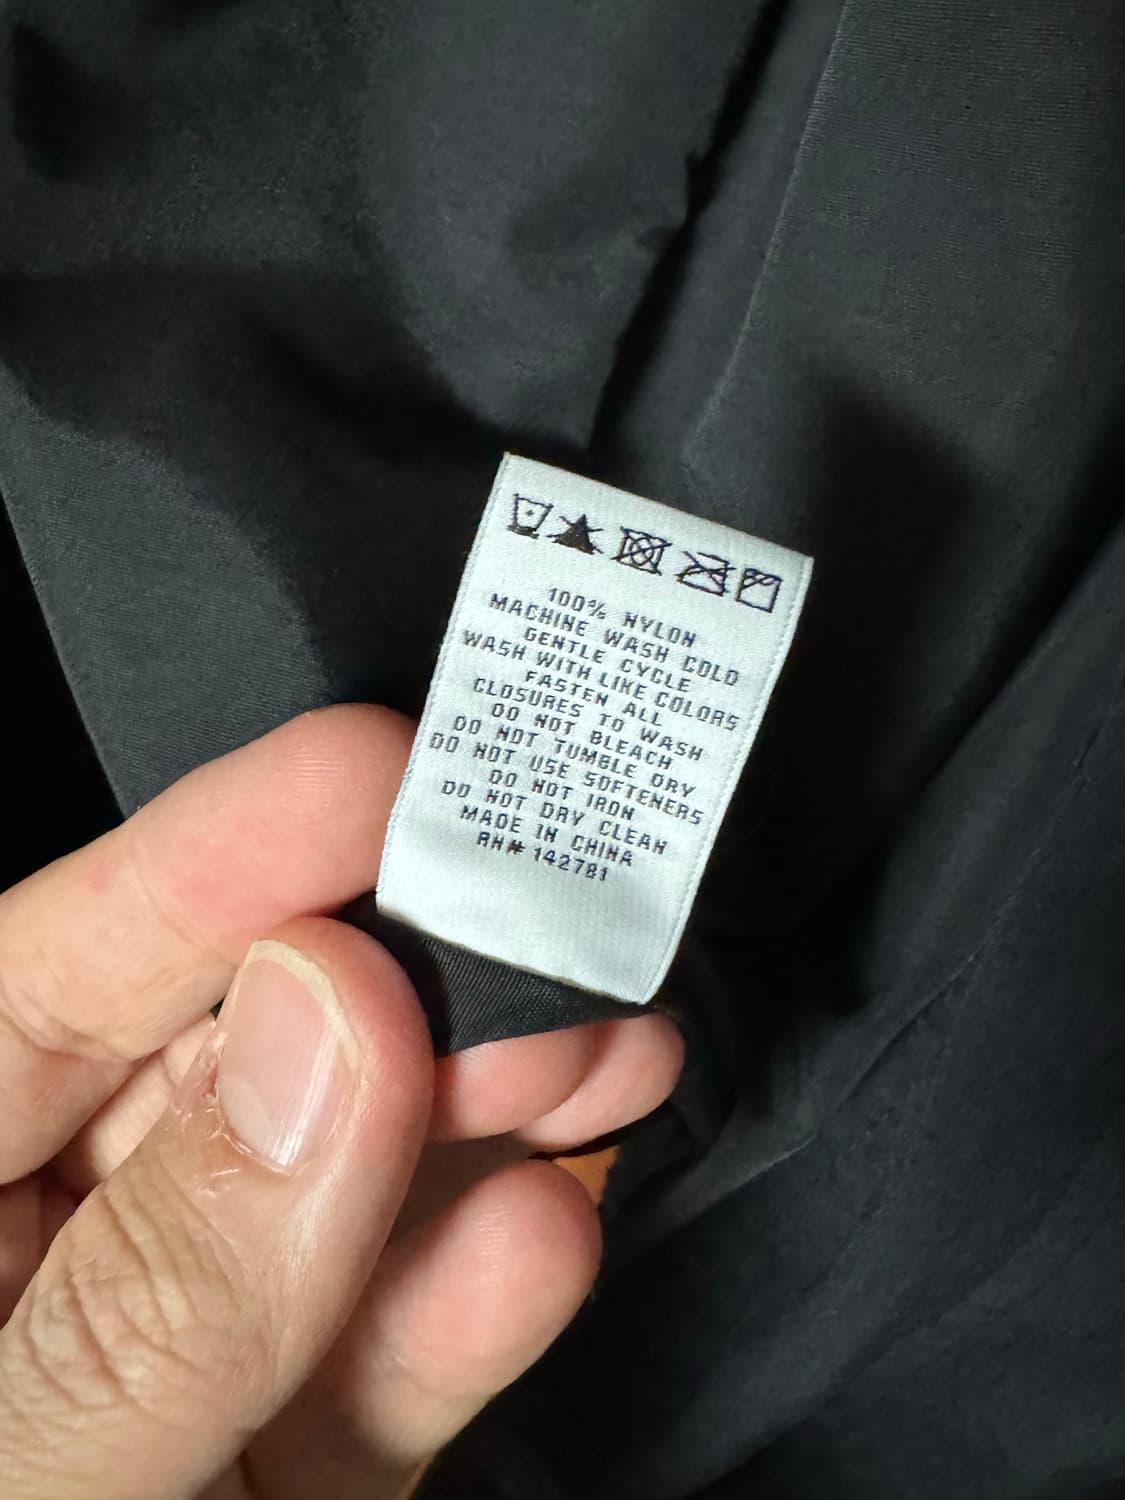 100% NYLON
MACHINE WASH COLD
GENTLE CYCLE
WASH WITH LIKE COLORS
FASTEN ALL
CLOSURES TO WASH
DO NOT BLEACH
DO NOT TUMBLE DRY
DO NOT USE SOFTENERS
DO NOT IRON
DO NOT DRY CLEAN
MADE IN CHINA
RN# 142781